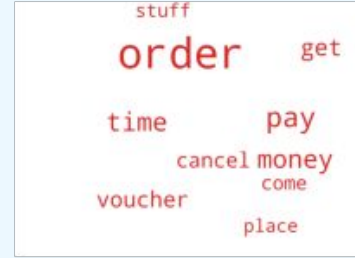 stuff
order get
time pay
cancel money
come
voucher
place